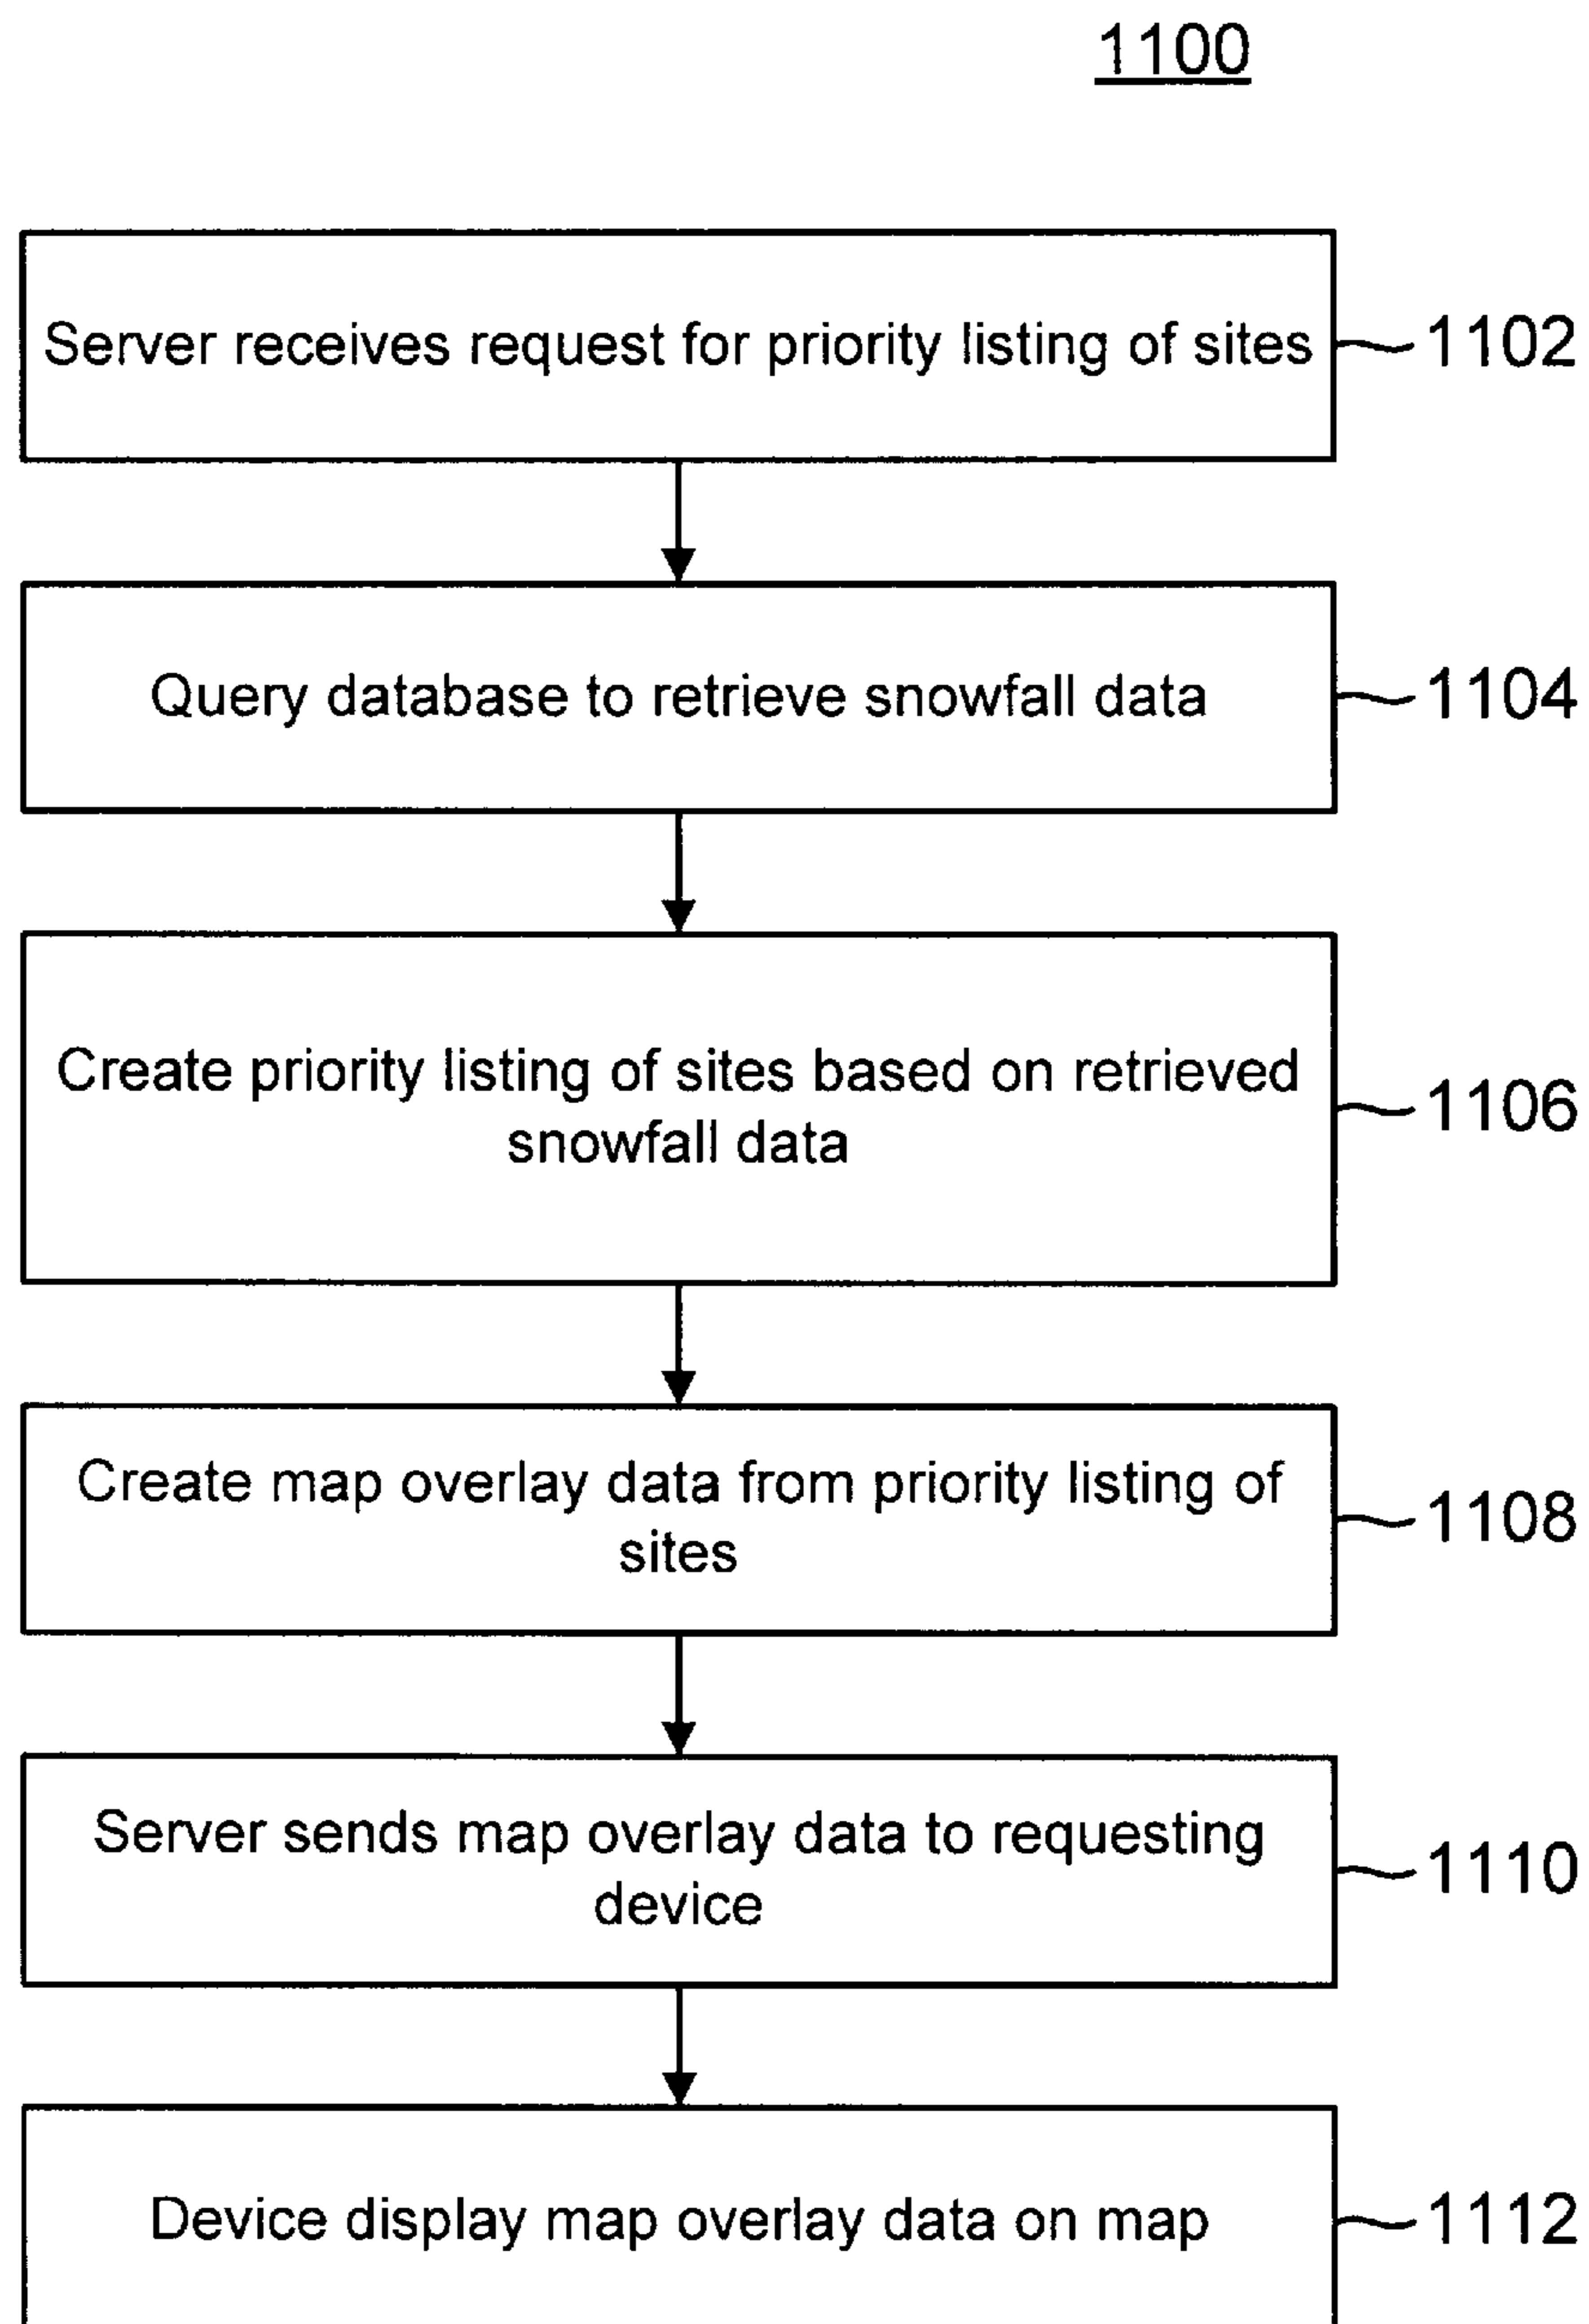 1100
Server receives request for priority listing of sites
1102
Query database to retrieve snowfall data
1104
Create priority listing of sites based on retrieved
snowfall data
1106
Create map overlay data from priority listing of
sites
1108
Server sends map overlay data to requesting
device
1110
Device display map overlay data on map
1112